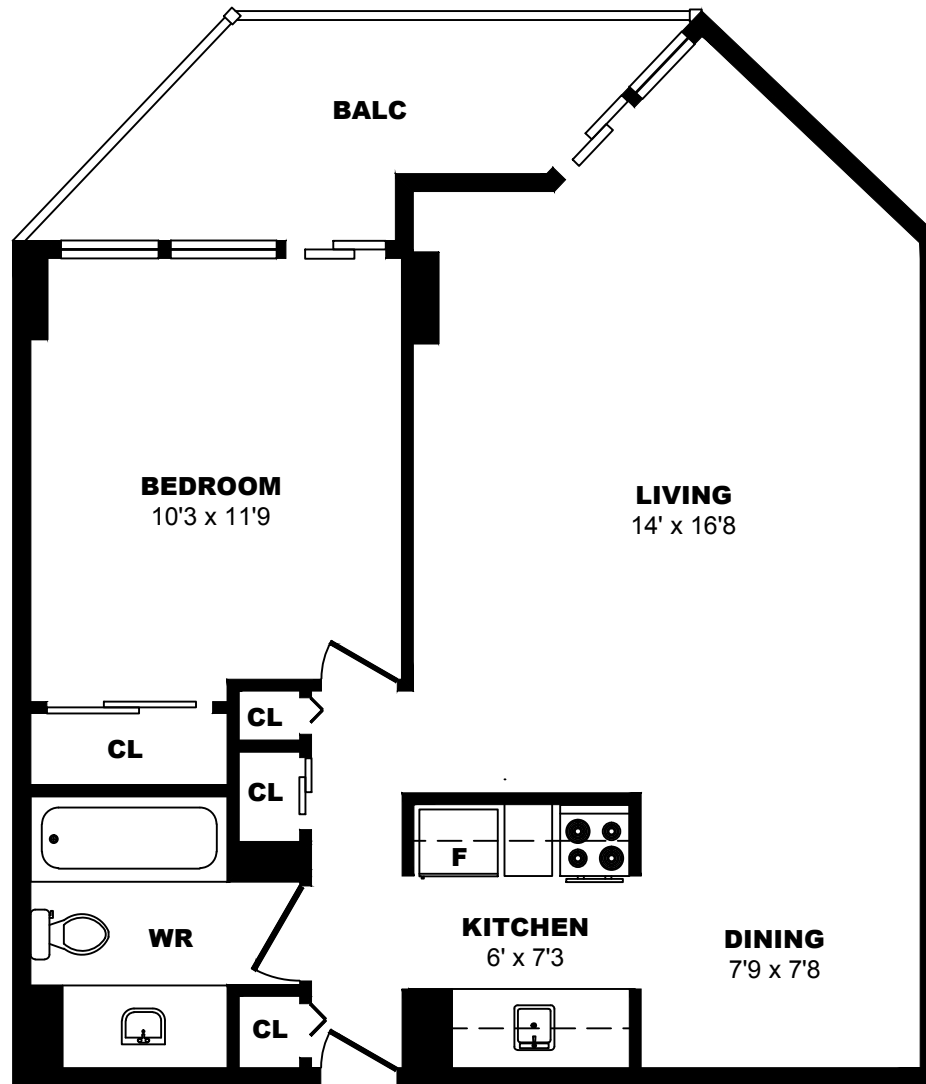 BALC
BEDROOM
10'3 x 11'9
LIVING
14' x 16'8
CL
CL
CL
F
WR
KITCHEN
6' x 7'3
DINING
7'9 x 7'8
CL